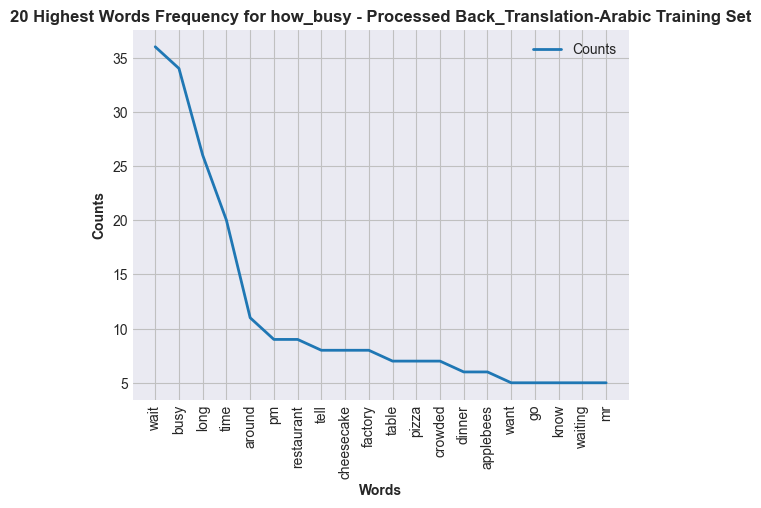 20 Highest Words Frequency for how_busy - Processed Back_Translation-Arabic Training Set
Counts
35
30
25
20
15
10
5
Counts
wait
busy
long
time
around
pm
restaurant
tell
cheesecake
factory
table
pizza
crowded
dinner
applebees
want
go
know
waiting
mr
Words